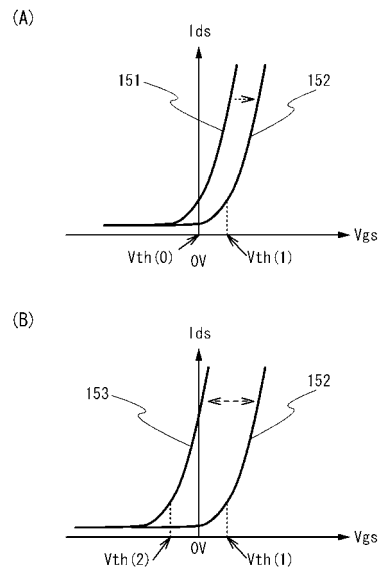 (A)
Ids
151
152
Vgs
Vth(0)
0V
Vth(1)
(B)
Ids
153
152
Vgs
Vth(2)
0V
Vth(1)